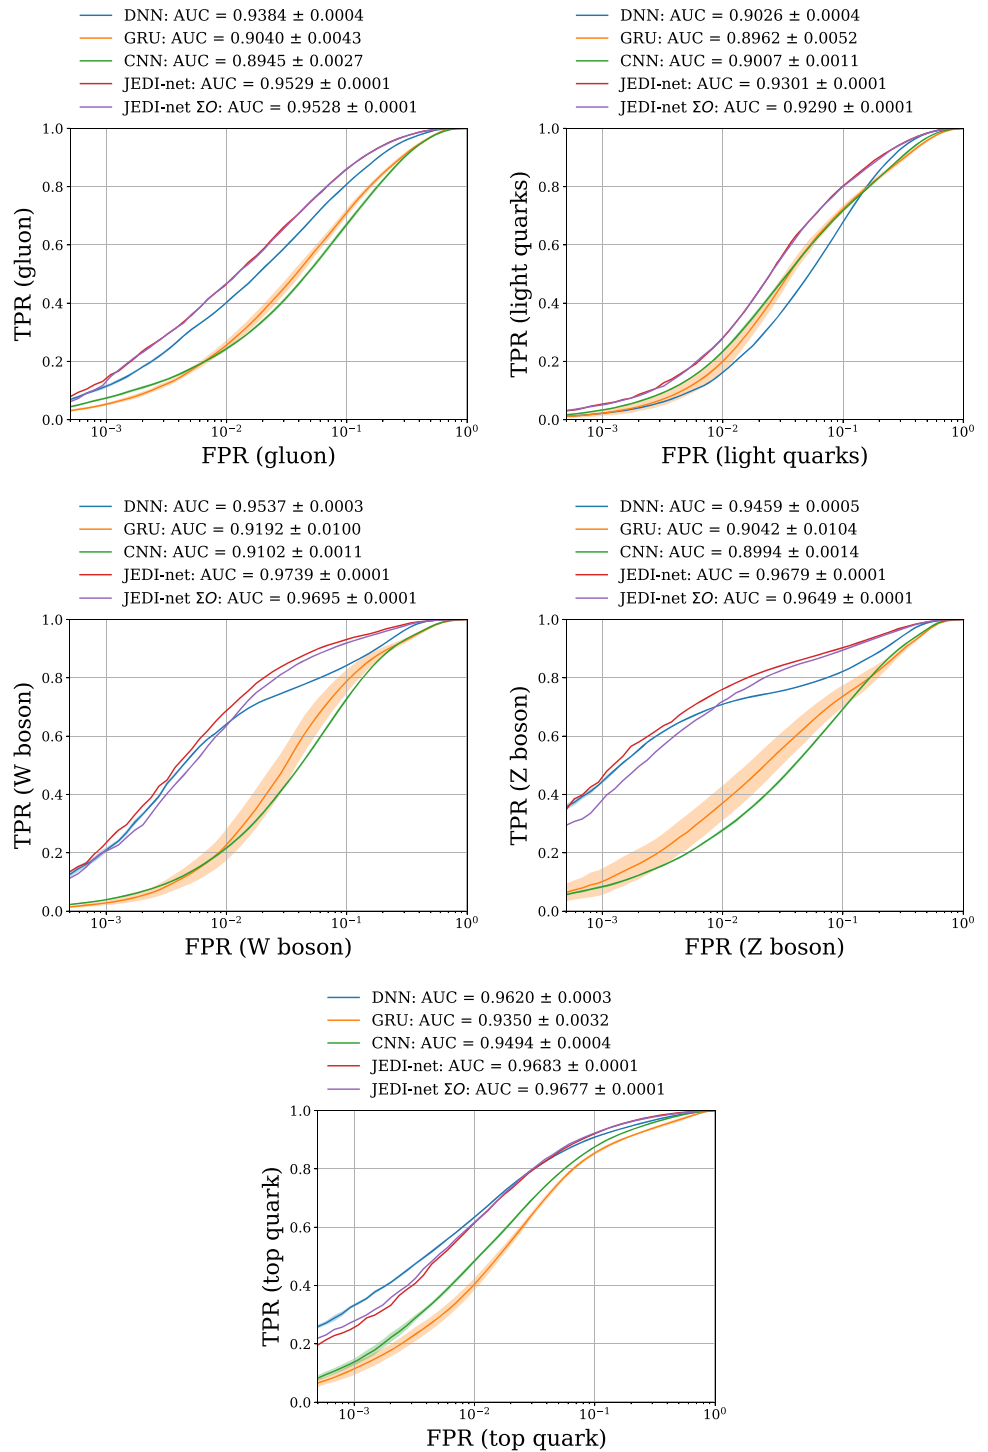 DNN: AUC = 0.9384 ± 0.0004
GRU: AUC = 0.9040 ± 0.0043
CNN: AUC = 0.8945 ± 0.0027
JEDI-net: AUC = 0.9529 ± 0.0001
JEDI-net ΣO: AUC = 0.9528 ± 0.0001
1.0
0.8
0.6
0.4
0.2
0.0
TPR (gluon)
10⁻³ 10⁻² 10⁻¹ 10⁰
FPR (gluon)
DNN: AUC = 0.9026 ± 0.0004
GRU: AUC = 0.8962 ± 0.0052
CNN: AUC = 0.9007 ± 0.0011
JEDI-net: AUC = 0.9301 ± 0.0001
JEDI-net ΣO: AUC = 0.9290 ± 0.0001
1.0
0.8
0.6
0.4
0.2
0.0
TPR (light quarks)
10⁻³ 10⁻² 10⁻¹ 10⁰
FPR (light quarks)
DNN: AUC = 0.9537 ± 0.0003
GRU: AUC = 0.9192 ± 0.0100
CNN: AUC = 0.9102 ± 0.0011
JEDI-net: AUC = 0.9739 ± 0.0001
JEDI-net ΣO: AUC = 0.9695 ± 0.0001
1.0
0.8
0.6
0.4
0.2
0.0
TPR (W boson)
10⁻³ 10⁻² 10⁻¹ 10⁰
FPR (W boson)
DNN: AUC = 0.9459 ± 0.0005
GRU: AUC = 0.9042 ± 0.0104
CNN: AUC = 0.8994 ± 0.0014
JEDI-net: AUC = 0.9679 ± 0.0001
JEDI-net ΣO: AUC = 0.9649 ± 0.0001
1.0
0.8
0.6
0.4
0.2
0.0
TPR (Z boson)
10⁻³ 10⁻² 10⁻¹ 10⁰
FPR (Z boson)
DNN: AUC = 0.9620 ± 0.0003
GRU: AUC = 0.9350 ± 0.0032
CNN: AUC = 0.9494 ± 0.0004
JEDI-net: AUC = 0.9683 ± 0.0001
JEDI-net ΣO: AUC = 0.9677 ± 0.0001
1.0
0.8
0.6
0.4
0.2
0.0
TPR (top quark)
10⁻³ 10⁻² 10⁻¹ 10⁰
FPR (top quark)